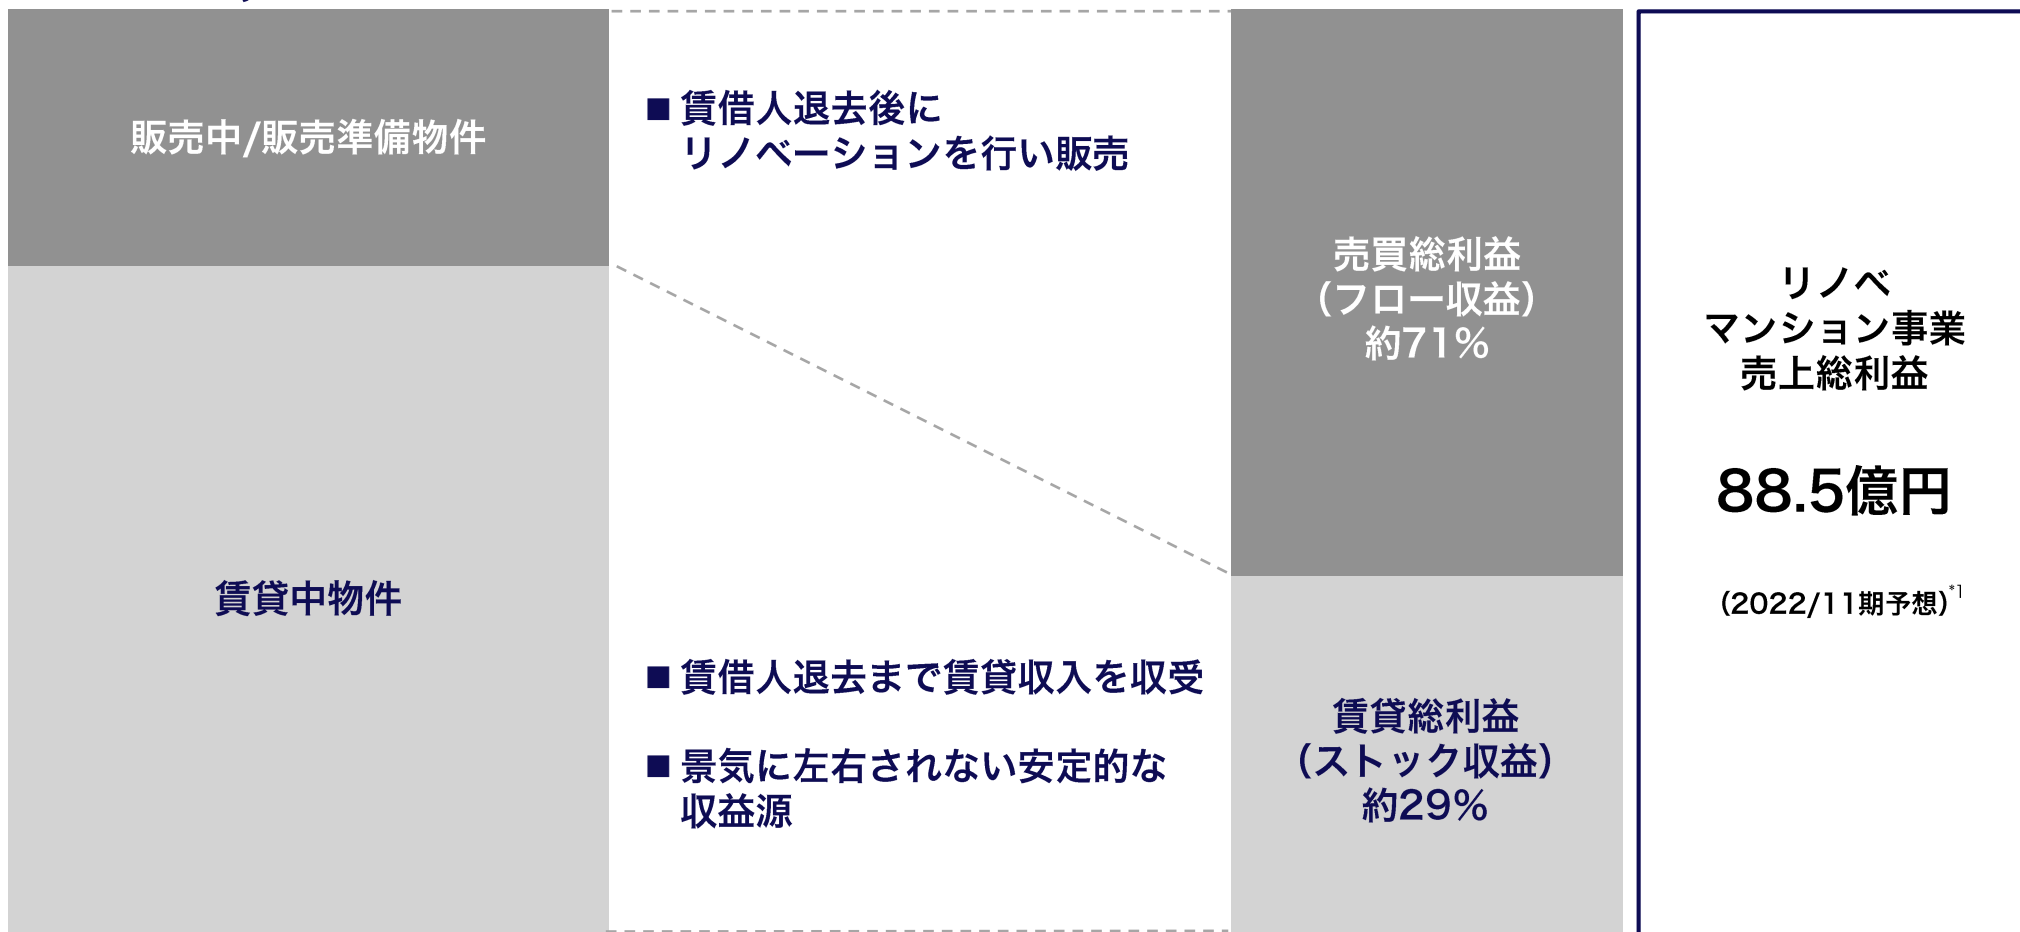 販売中/販売準備物件
■ 賃借人退去後に
リノベーションを行い販売
売買総利益
（フロー収益）
約71%
リノベ
マンション事業
売上総利益
88.5億円
（2022/11期予想）*1
賃貸中物件
■ 賃借人退去まで賃貸収入を収受
■ 景気に左右されない安定的な
収益源
賃貸総利益
（ストック収益）
約29%